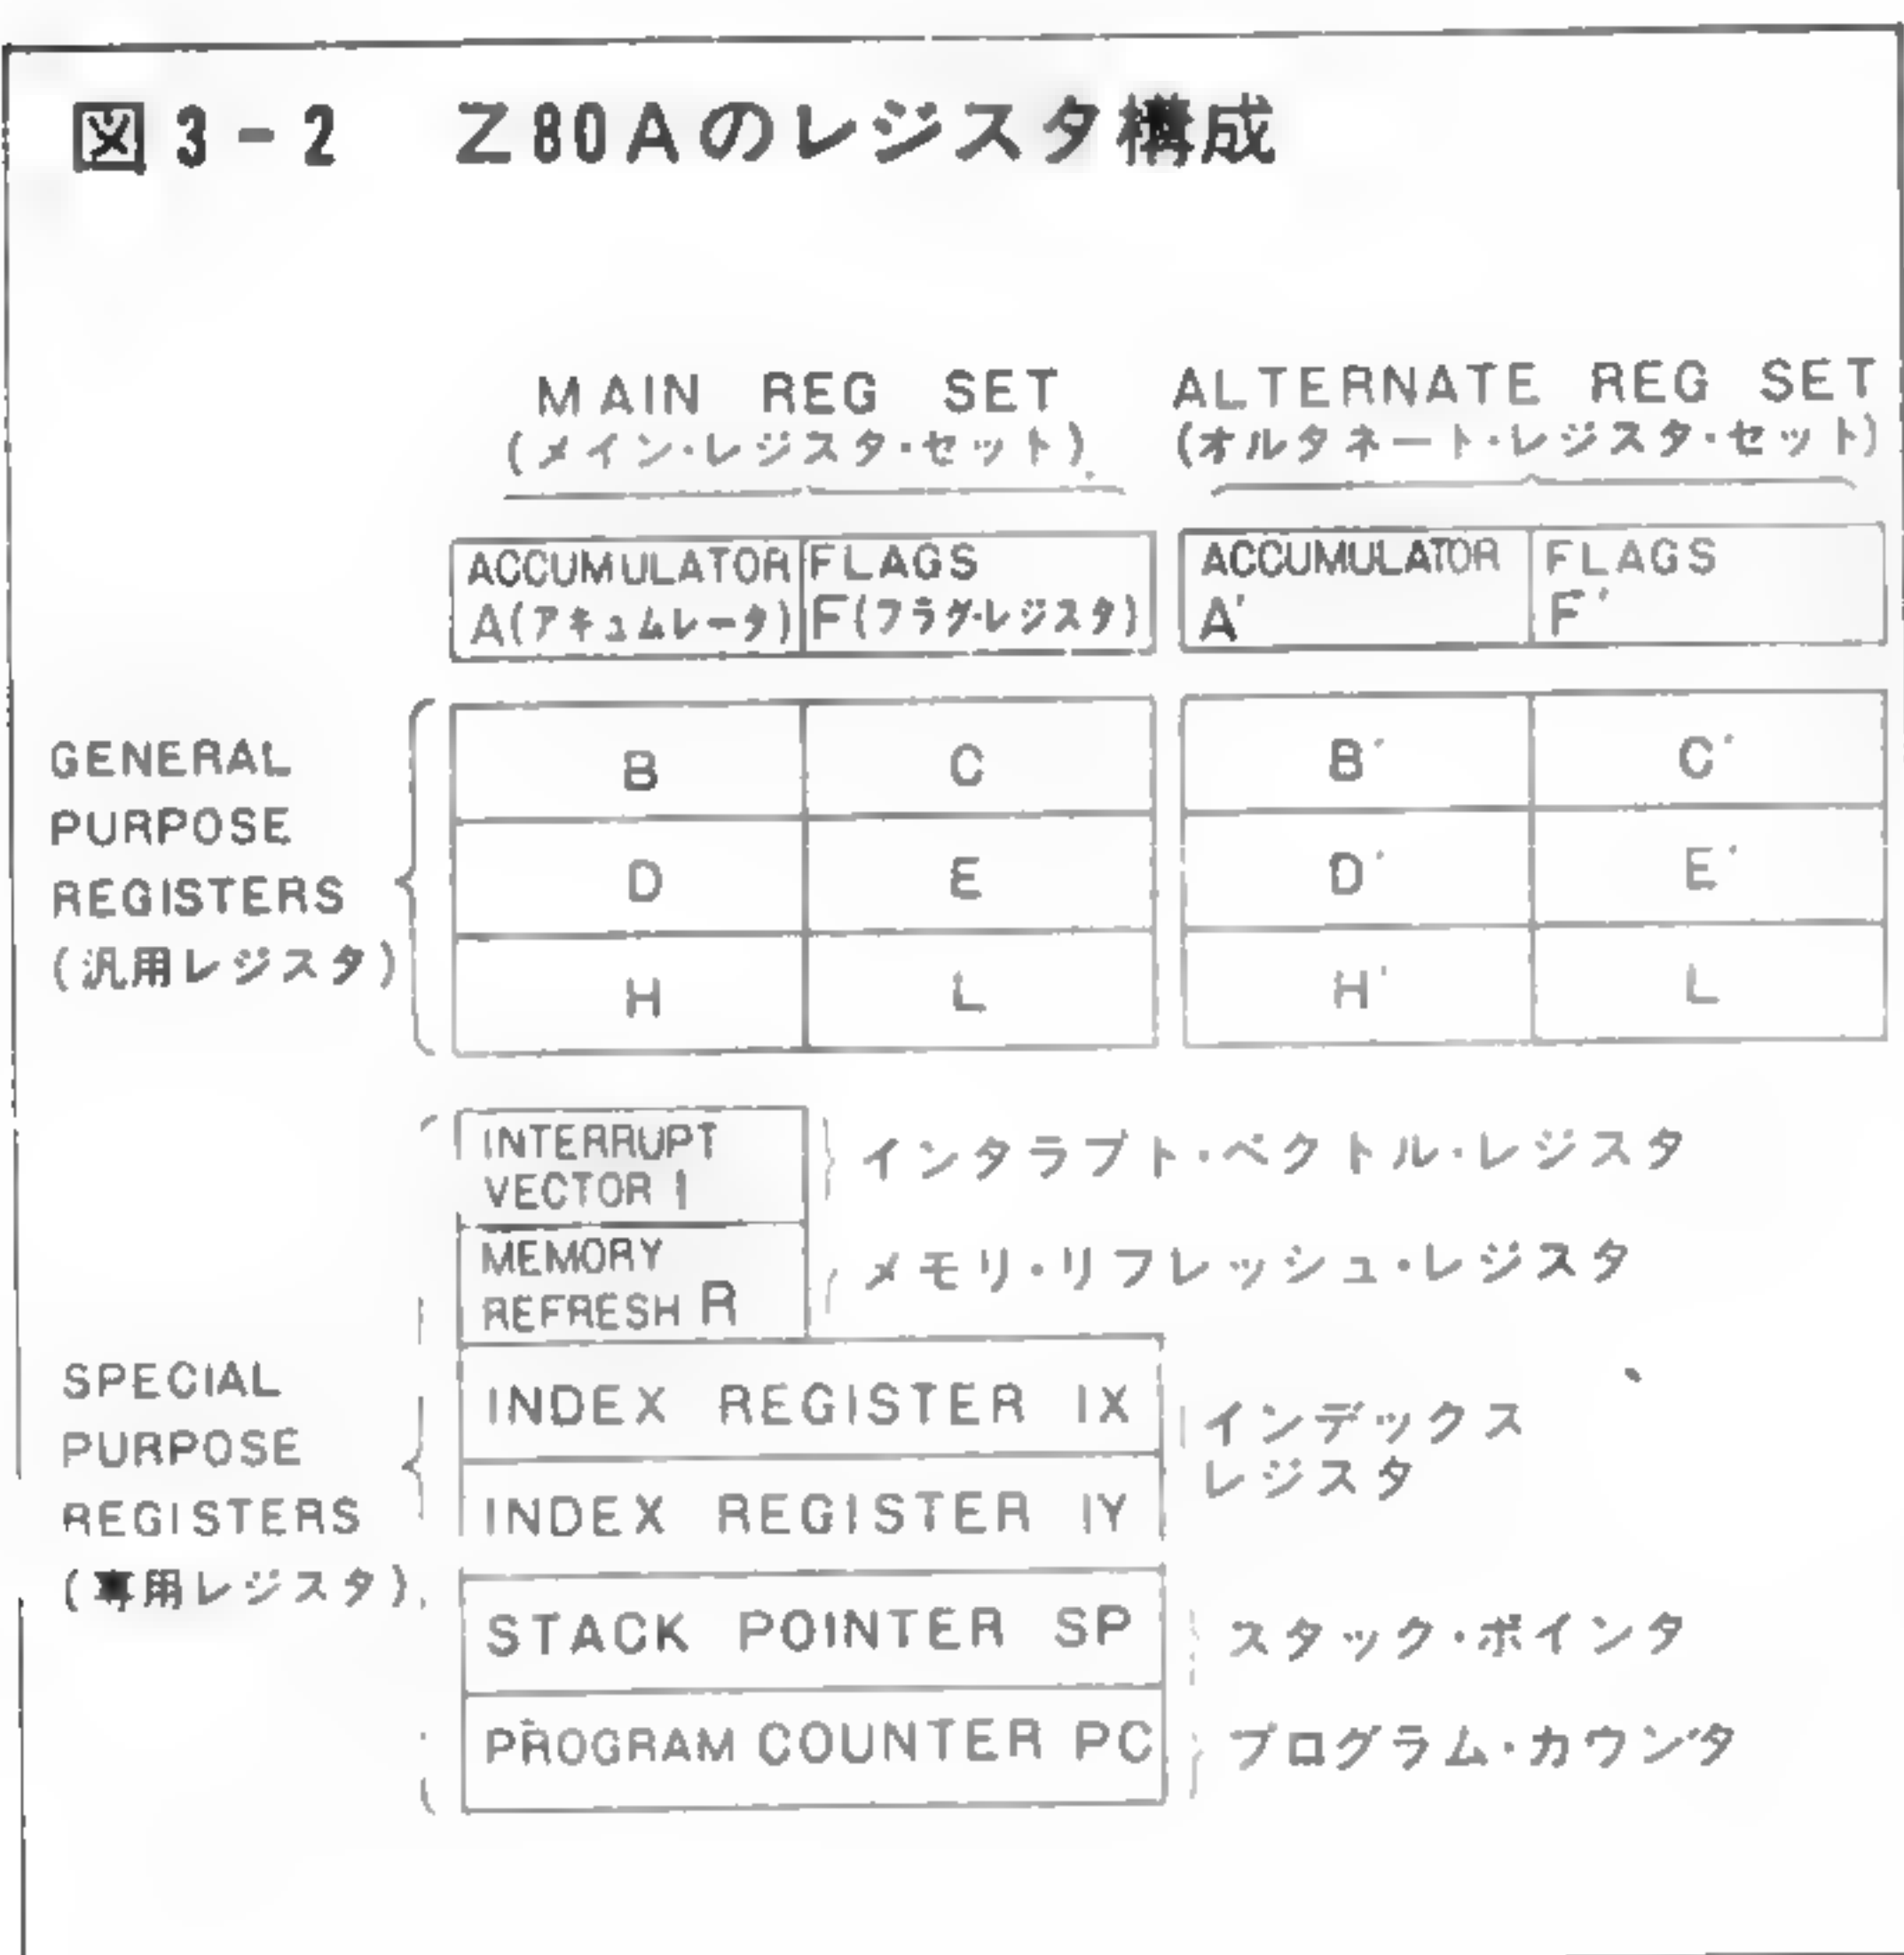 図3-2 Z80Aのレジスタ構成
MAIN REG SET
(メイン・レジスタ・セット)
ALTERNATE REG SET
(オルタネート・レジスタ・セット)
ACCUMULATOR
A(アキュムレータ)
FLAGS
F(フラグ・レジスタ)
ACCUMULATOR
A'
FLAGS
F'
GENERAL
PURPOSE
REGISTERS
(汎用レジスタ)
B C B' C'
D E D' E'
H L H' L
INTERRUPT
VECTOR I
インタラプト・ベクトル・レジスタ
MEMORY
REFRESH R
メモリ・リフレッシュ・レジスタ
SPECIAL
PURPOSE
REGISTERS
(専用レジスタ)
INDEX REGISTER IX
INDEX REGISTER IY
インデックス
レジスタ
STACK POINTER SP
スタック・ポインタ
PROGRAM COUNTER PC
プログラム・カウンタ